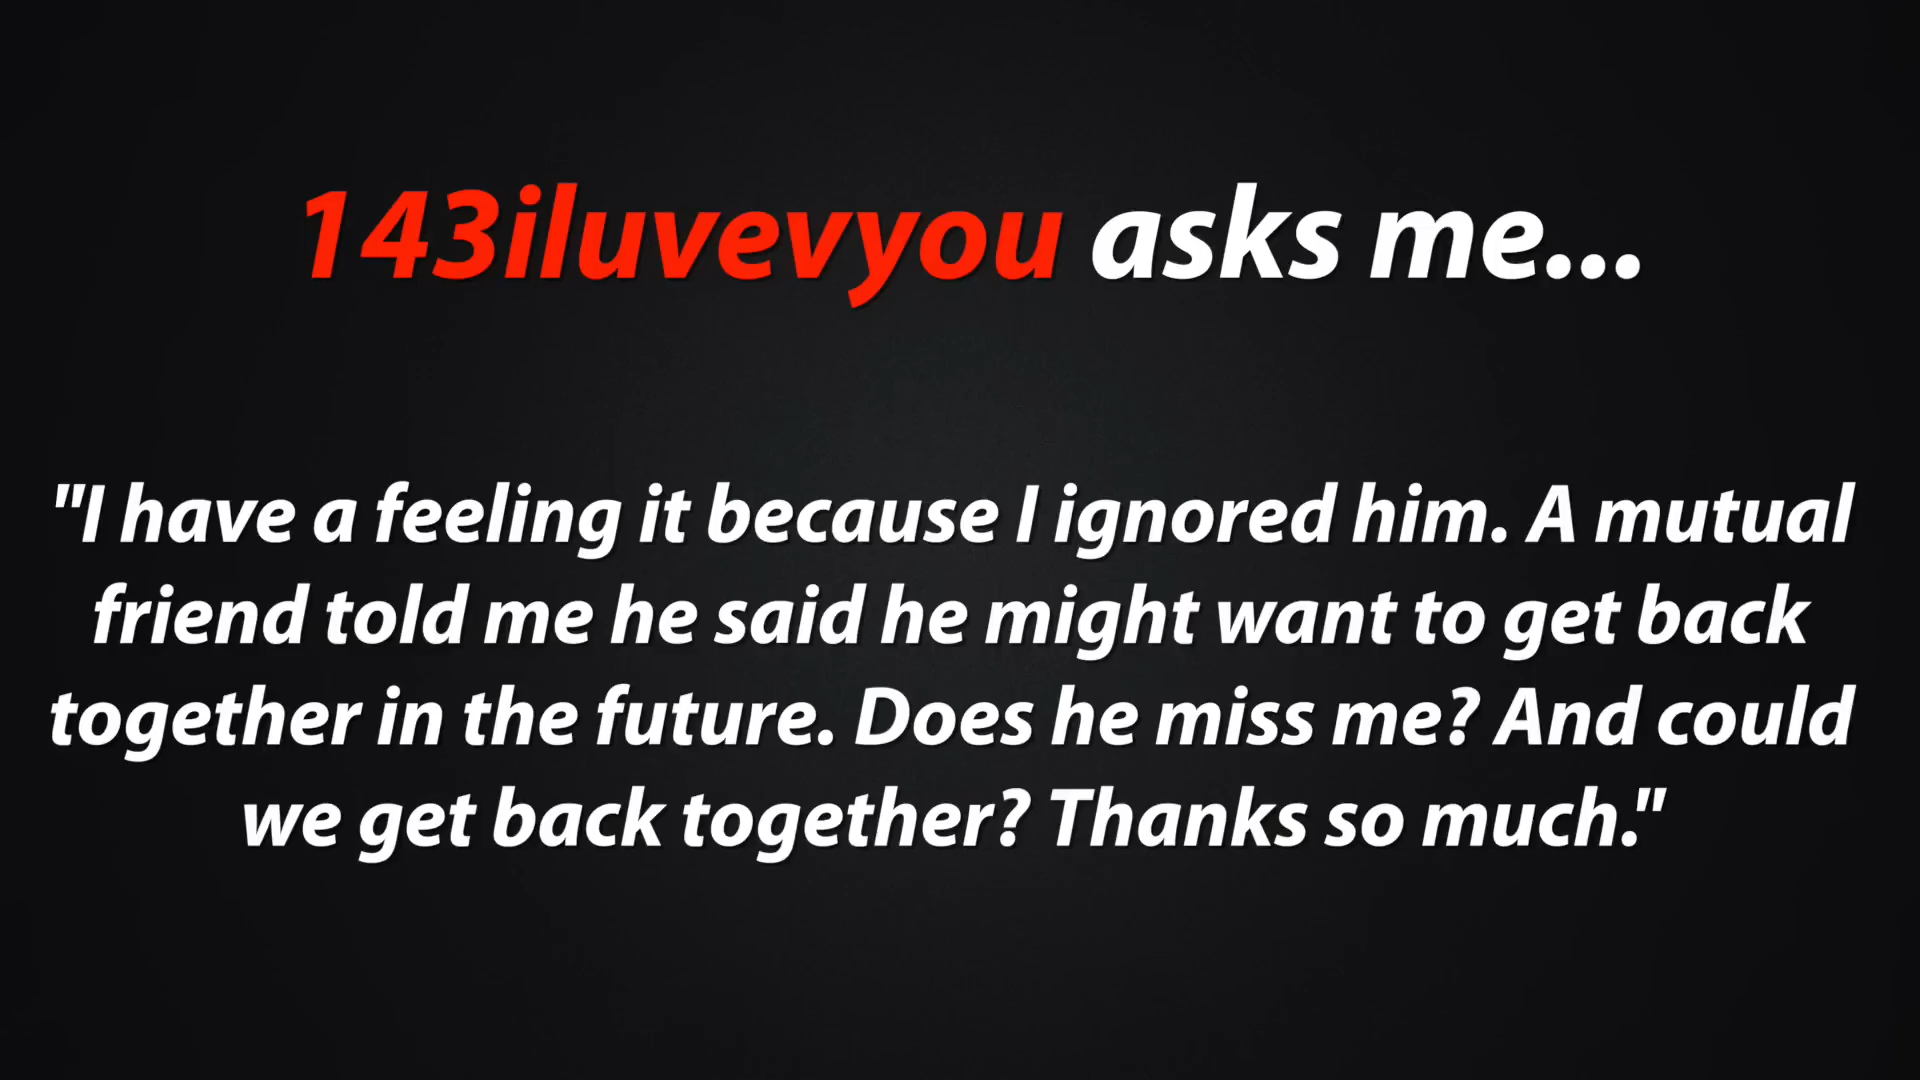 143iluvevyou asks me...
"I have a feeling it because I ignored him. A mutual
friend told me he said he might want to get back
together in the future. Does he miss me? And could
we get back together? Thanks so much."